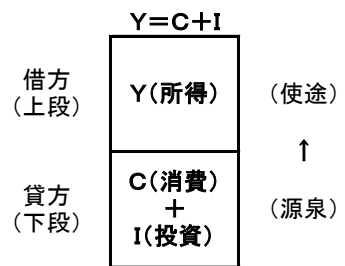 Y＝C＋I
借方
（上段）
Y（所得）
（使途）
↑
貸方
（下段）
C（消費）
＋
I（投資）
（源泉）